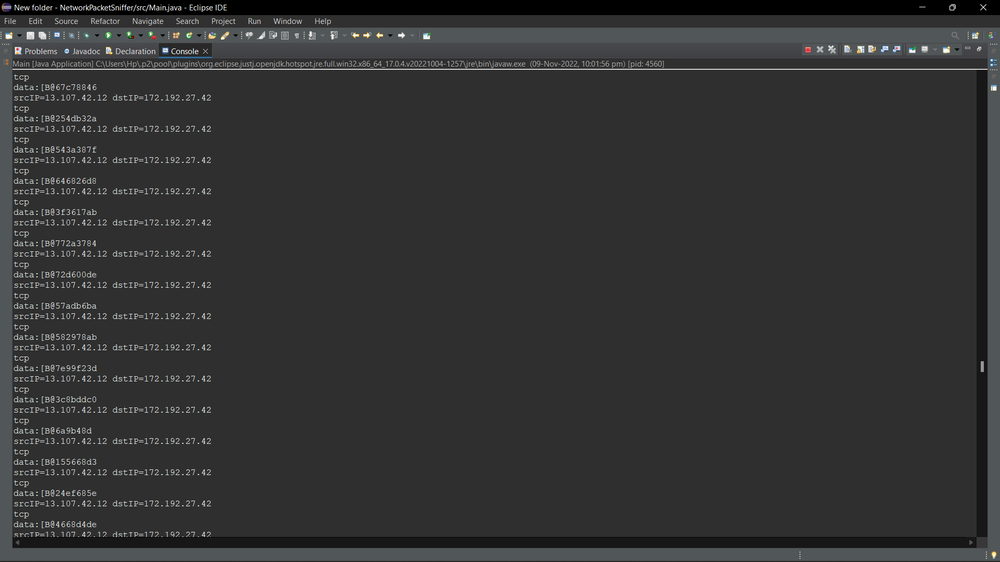 New folder - NetworkPacketSniffer/src/Main.java - Eclipse IDE
File Edit Source Refactor Navigate Search Project Run Window Help
Problems Javadoc Declaration Console
Main [Java Application] C:\Users\Hp\.p2\pool\plugins\org.eclipse.justj.openjdk.hotspot.jre.full.win32.x86_64_17.0.4.v20221004-1257\jre\bin\javaw.exe (09-Nov-2022, 10:01:56 pm) [pid: 4560]
tcp
data:[B@67c78846
srcIP=13.107.42.12 dstIP=172.192.27.42
tcp
data:[B@254db32a
srcIP=13.107.42.12 dstIP=172.192.27.42
tcp
data:[B@543a387f
srcIP=13.107.42.12 dstIP=172.192.27.42
tcp
data:[B@646826d8
srcIP=13.107.42.12 dstIP=172.192.27.42
tcp
data:[B@3f3617ab
srcIP=13.107.42.12 dstIP=172.192.27.42
tcp
data:[B@772a3784
srcIP=13.107.42.12 dstIP=172.192.27.42
tcp
data:[B@72d600de
srcIP=13.107.42.12 dstIP=172.192.27.42
tcp
data:[B@57adb6ba
srcIP=13.107.42.12 dstIP=172.192.27.42
tcp
data:[B@582978ab
srcIP=13.107.42.12 dstIP=172.192.27.42
tcp
data:[B@7e99f23d
srcIP=13.107.42.12 dstIP=172.192.27.42
tcp
data:[B@3c8bddc0
srcIP=13.107.42.12 dstIP=172.192.27.42
tcp
data:[B@6a9b48d
srcIP=13.107.42.12 dstIP=172.192.27.42
tcp
data:[B@155668d3
srcIP=13.107.42.12 dstIP=172.192.27.42
tcp
data:[B@24ef685e
srcIP=13.107.42.12 dstIP=172.192.27.42
tcp
data:[B@4668d4de
srcIP=13.107.42.12 dstIP=172.192.27.42